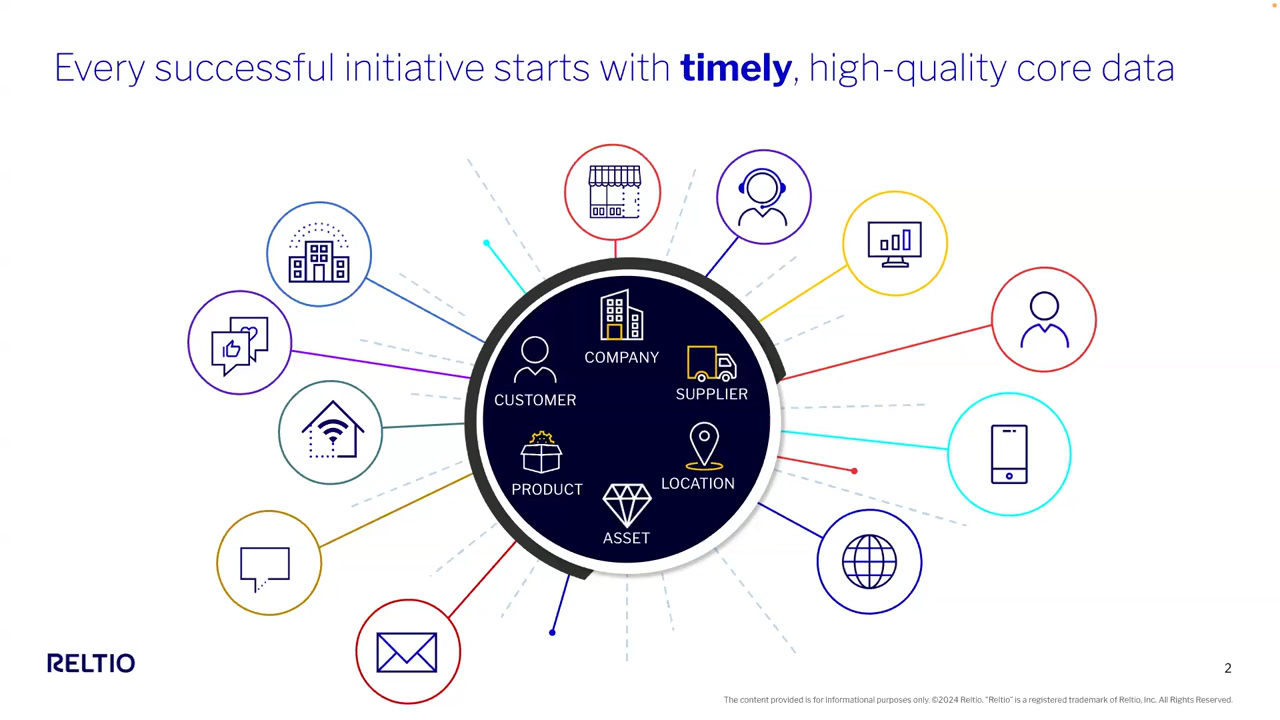 Every successful initiative starts with timely, high-quality core data
COMPANY
CUSTOMER
SUPPLIER
PRODUCT
LOCATION
ASSET
RELTIO
2
The content provided is for informational purposes only. ©2024 Reltio. "Reltio" is a registered trademark of Reltio, Inc. All Rights Reserved.